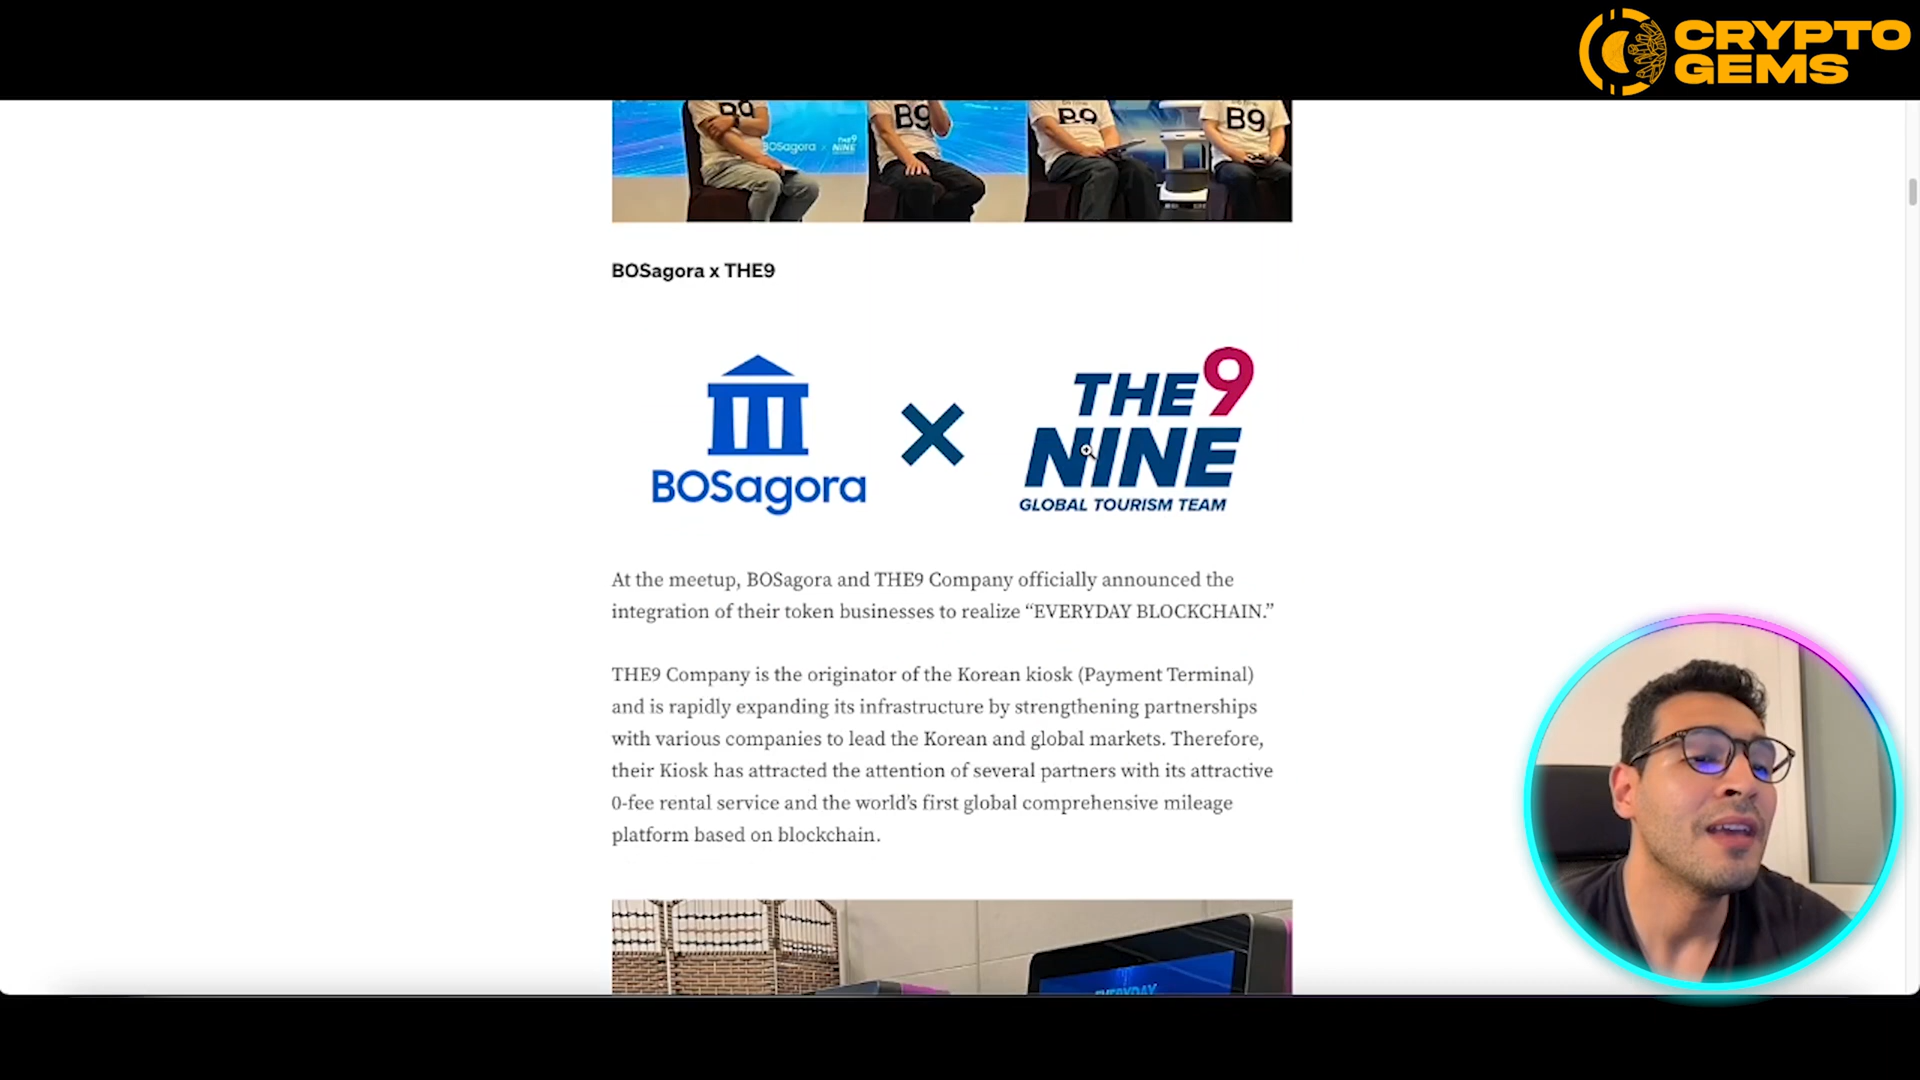 CRYPTO
GEMS
B9
B9
B9
B9
BOSagora
THE9
NINE
BOSagora x THE9
THE 9
NINE
BOSagora
GLOBAL TOURISM TEAM
At the meetup, BOSagora and THE9 Company officially announced the
integration of their token businesses to realize “EVERYDAY BLOCKCHAIN.”
THE9 Company is the originator of the Korean kiosk (Payment Terminal)
and is rapidly expanding its infrastructure by strengthening partnerships
with various companies to lead the Korean and global markets. Therefore,
their Kiosk has attracted the attention of several partners with its attractive
0-fee rental service and the world’s first global comprehensive mileage
platform based on blockchain.
EVERYDAY